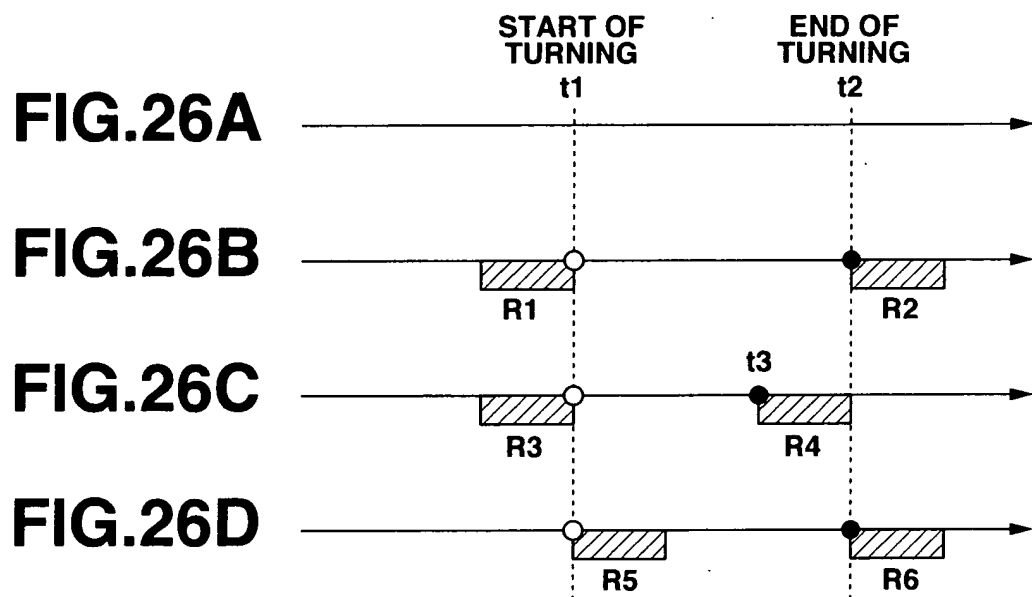 START OF TURNING
t1
END OF TURNING
t2
FIG.26A
FIG.26B
R1
R2
FIG.26C
t3
R3
R4
FIG.26D
R5
R6